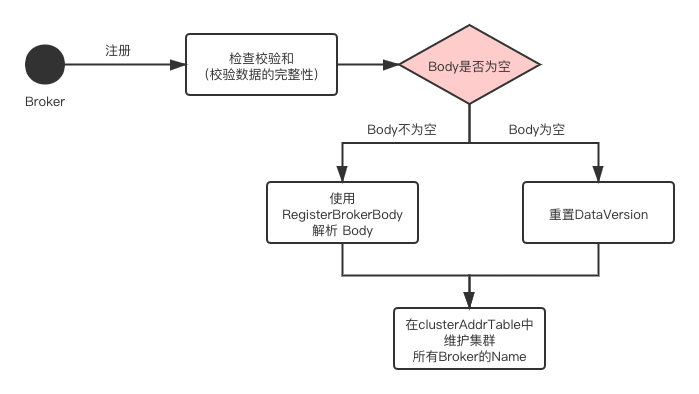 注册
检查校验和
（校验数据的完整性）
Body是否为空
Broker
Body不为空
Body为空
使用
RegisterBrokerBody
解析 Body
重置DataVersion
在clusterAddrTable中
维护集群
所有Broker的Name